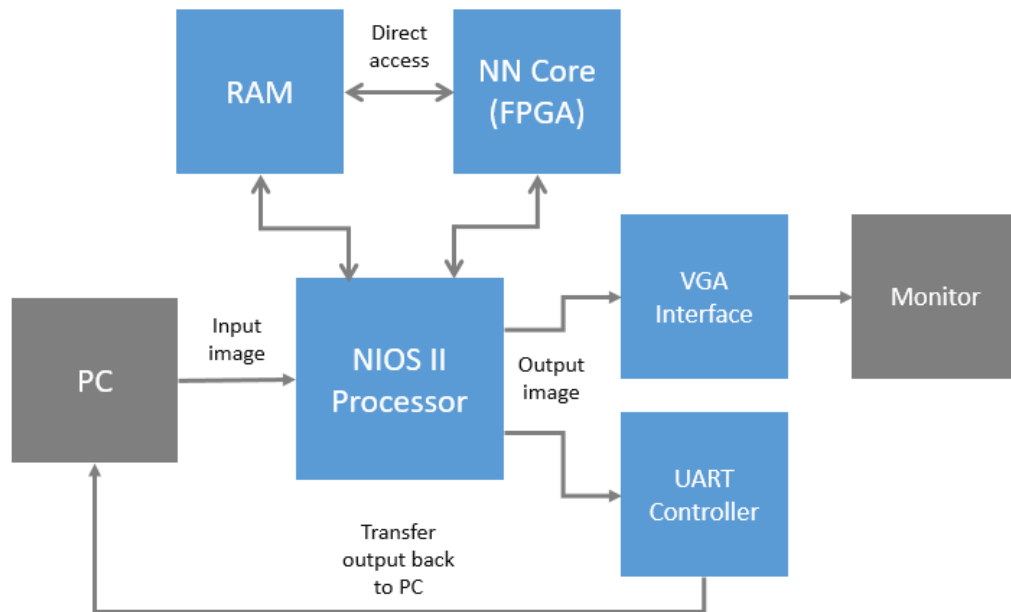 Direct
access
RAM
NN Core
(FPGA)
VGA
Interface
Monitor
Input
image
PC
NIOS II
Processor
Output
image
UART
Controller
Transfer
output back
to PC